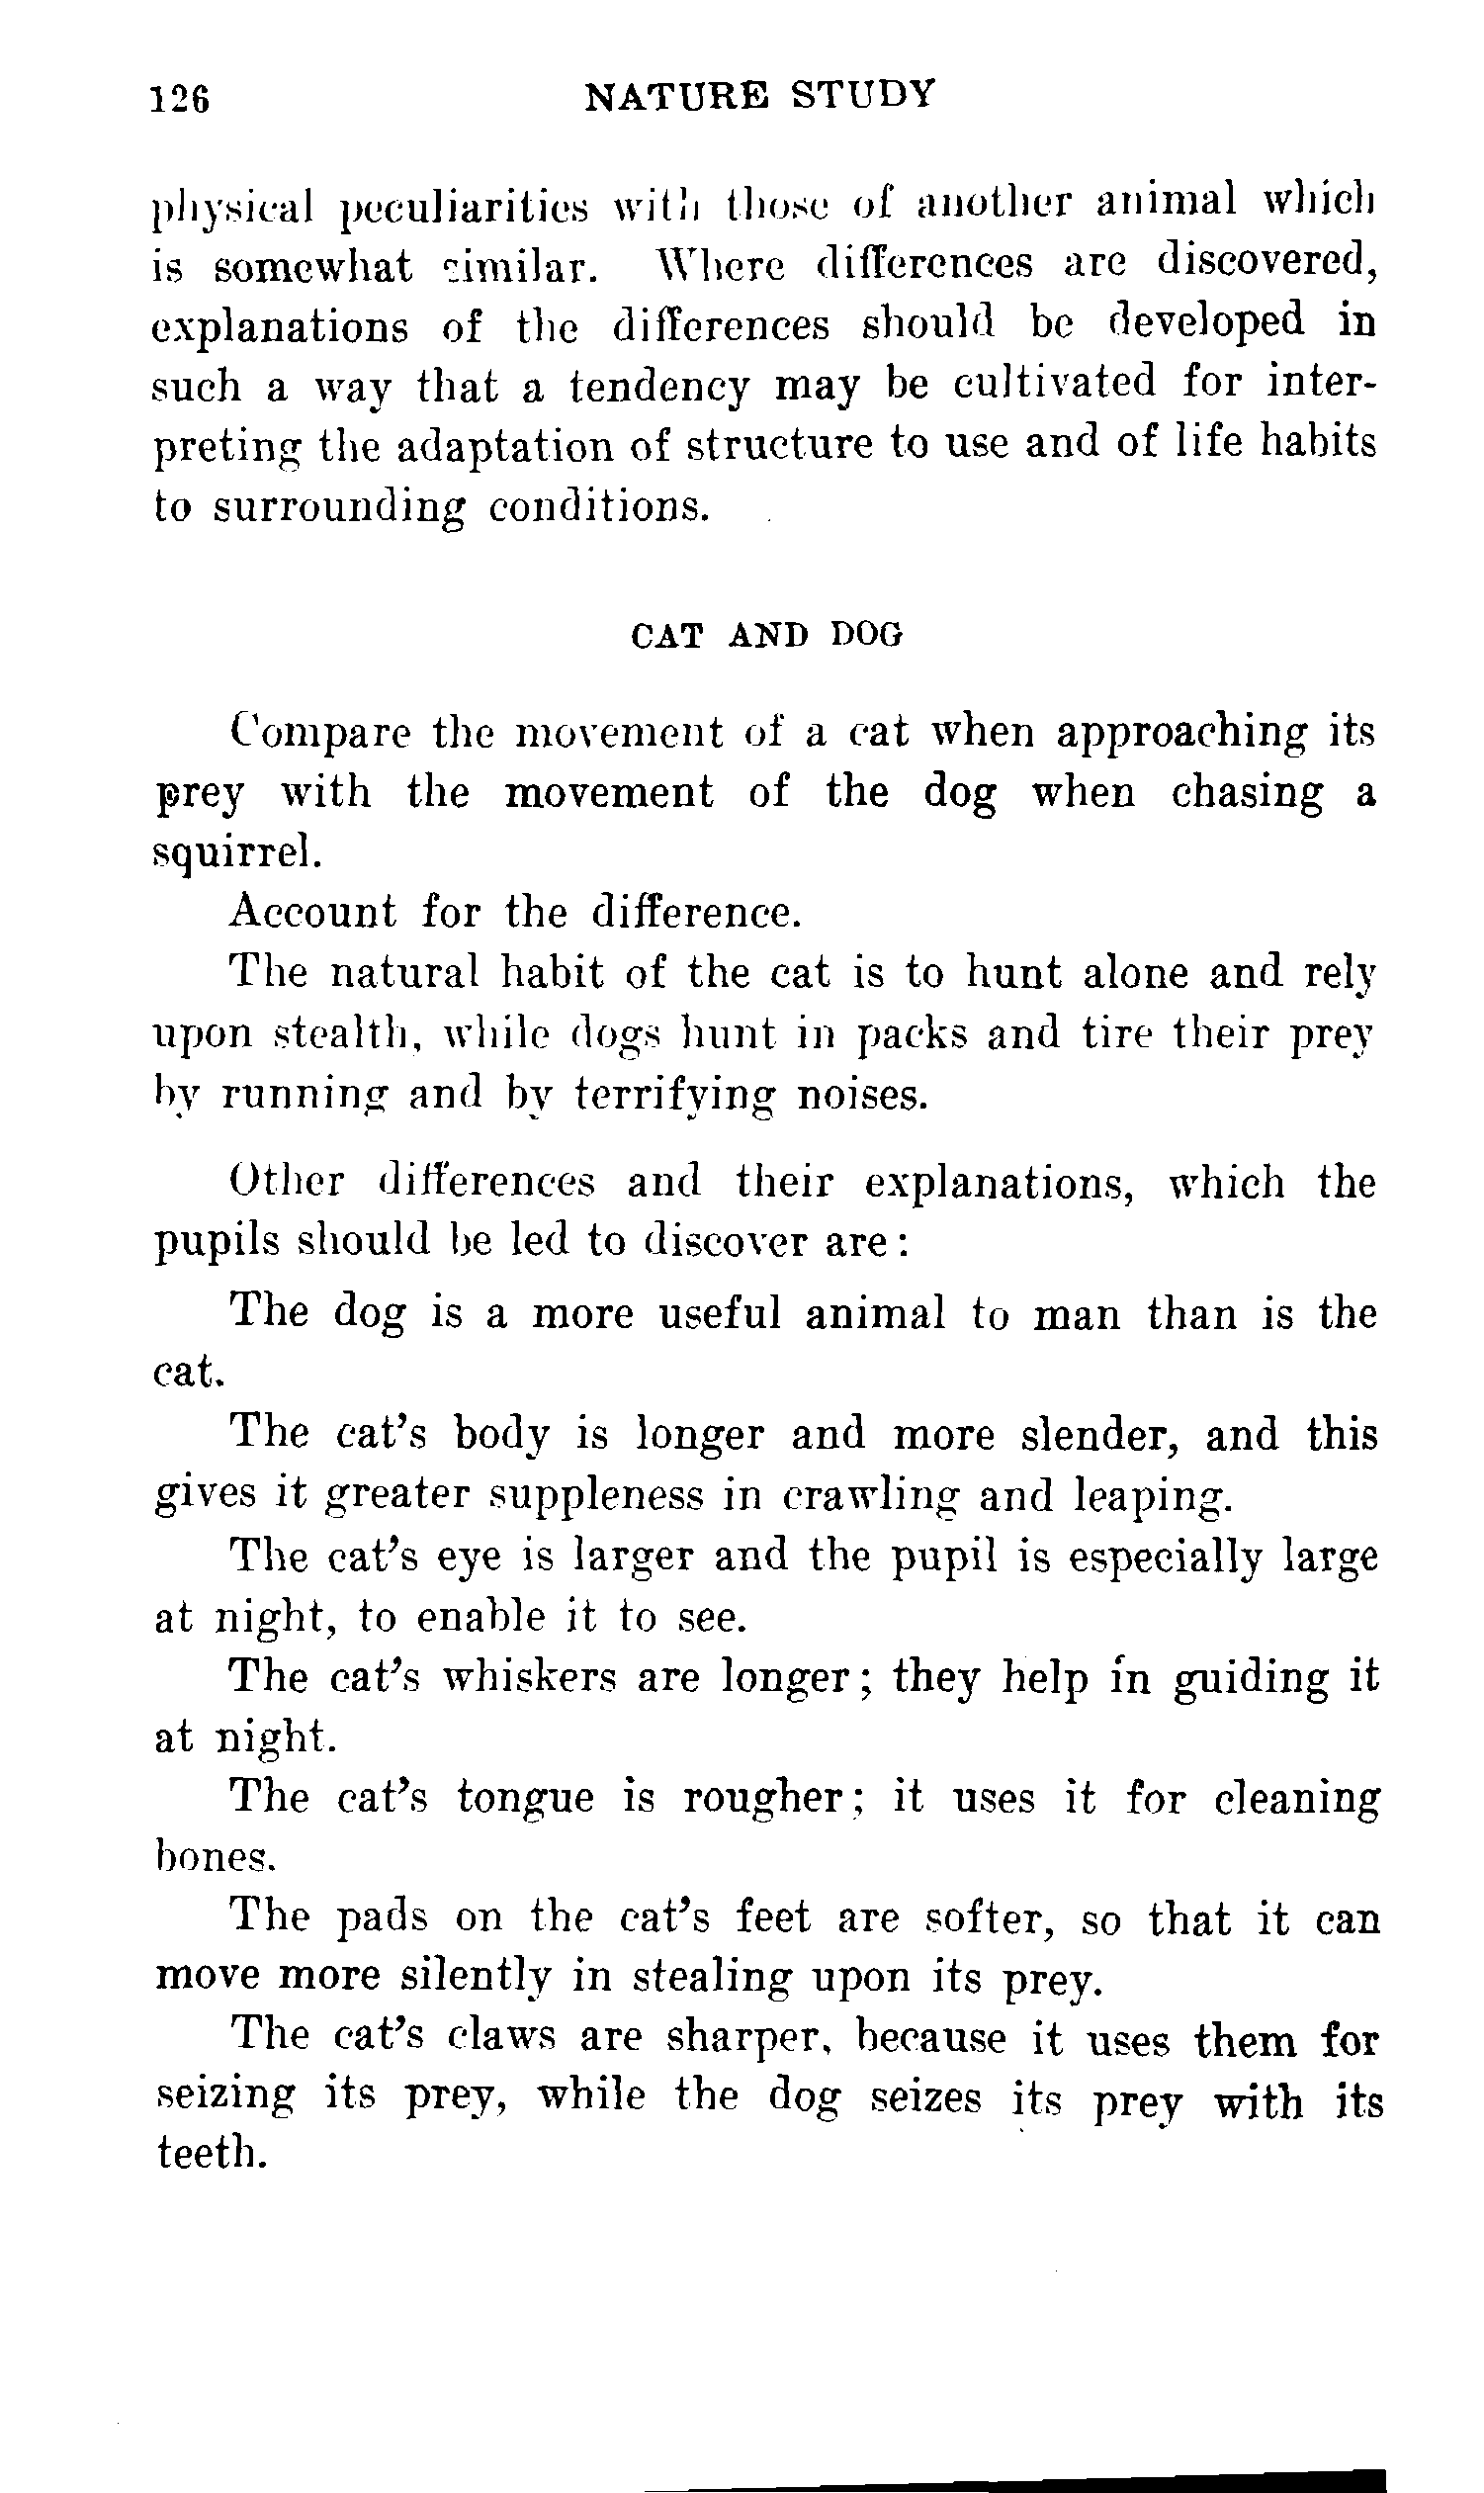 126 NATURE STUDY
physical peculiarities with those of another animal which
is somewhat similar. Where differences are discovered,
explanations of the differences should be developed in
such a way that a tendency may be cultivated for inter-
preting the adaptation of structure to use and of life habits
to surrounding conditions.
CAT AND DOG
Compare the movement of a cat when approaching its
prey with the movement of the dog when chasing a
squirrel.
Account for the difference.
The natural habit of the cat is to hunt alone and rely
upon stealth, while dogs hunt in packs and tire their prey
by running and by terrifying noises.
Other differences and their explanations, which the
pupils should be led to discover are:
The dog is a more useful animal to man than is the
cat.
The cat's body is longer and more slender, and this
gives it greater suppleness in crawling and leaping.
The cat's eye is larger and the pupil is especially large
at night, to enable it to see.
The cat's whiskers are longer; they help in guiding it
at night.
The cat's tongue is rougher; it uses it for cleaning
bones.
The pads on the cat's feet are softer, so that it can
move more silently in stealing upon its prey.
The cat's claws are sharper, because it uses them for
seizing its prey, while the dog seizes its prey with its
teeth.